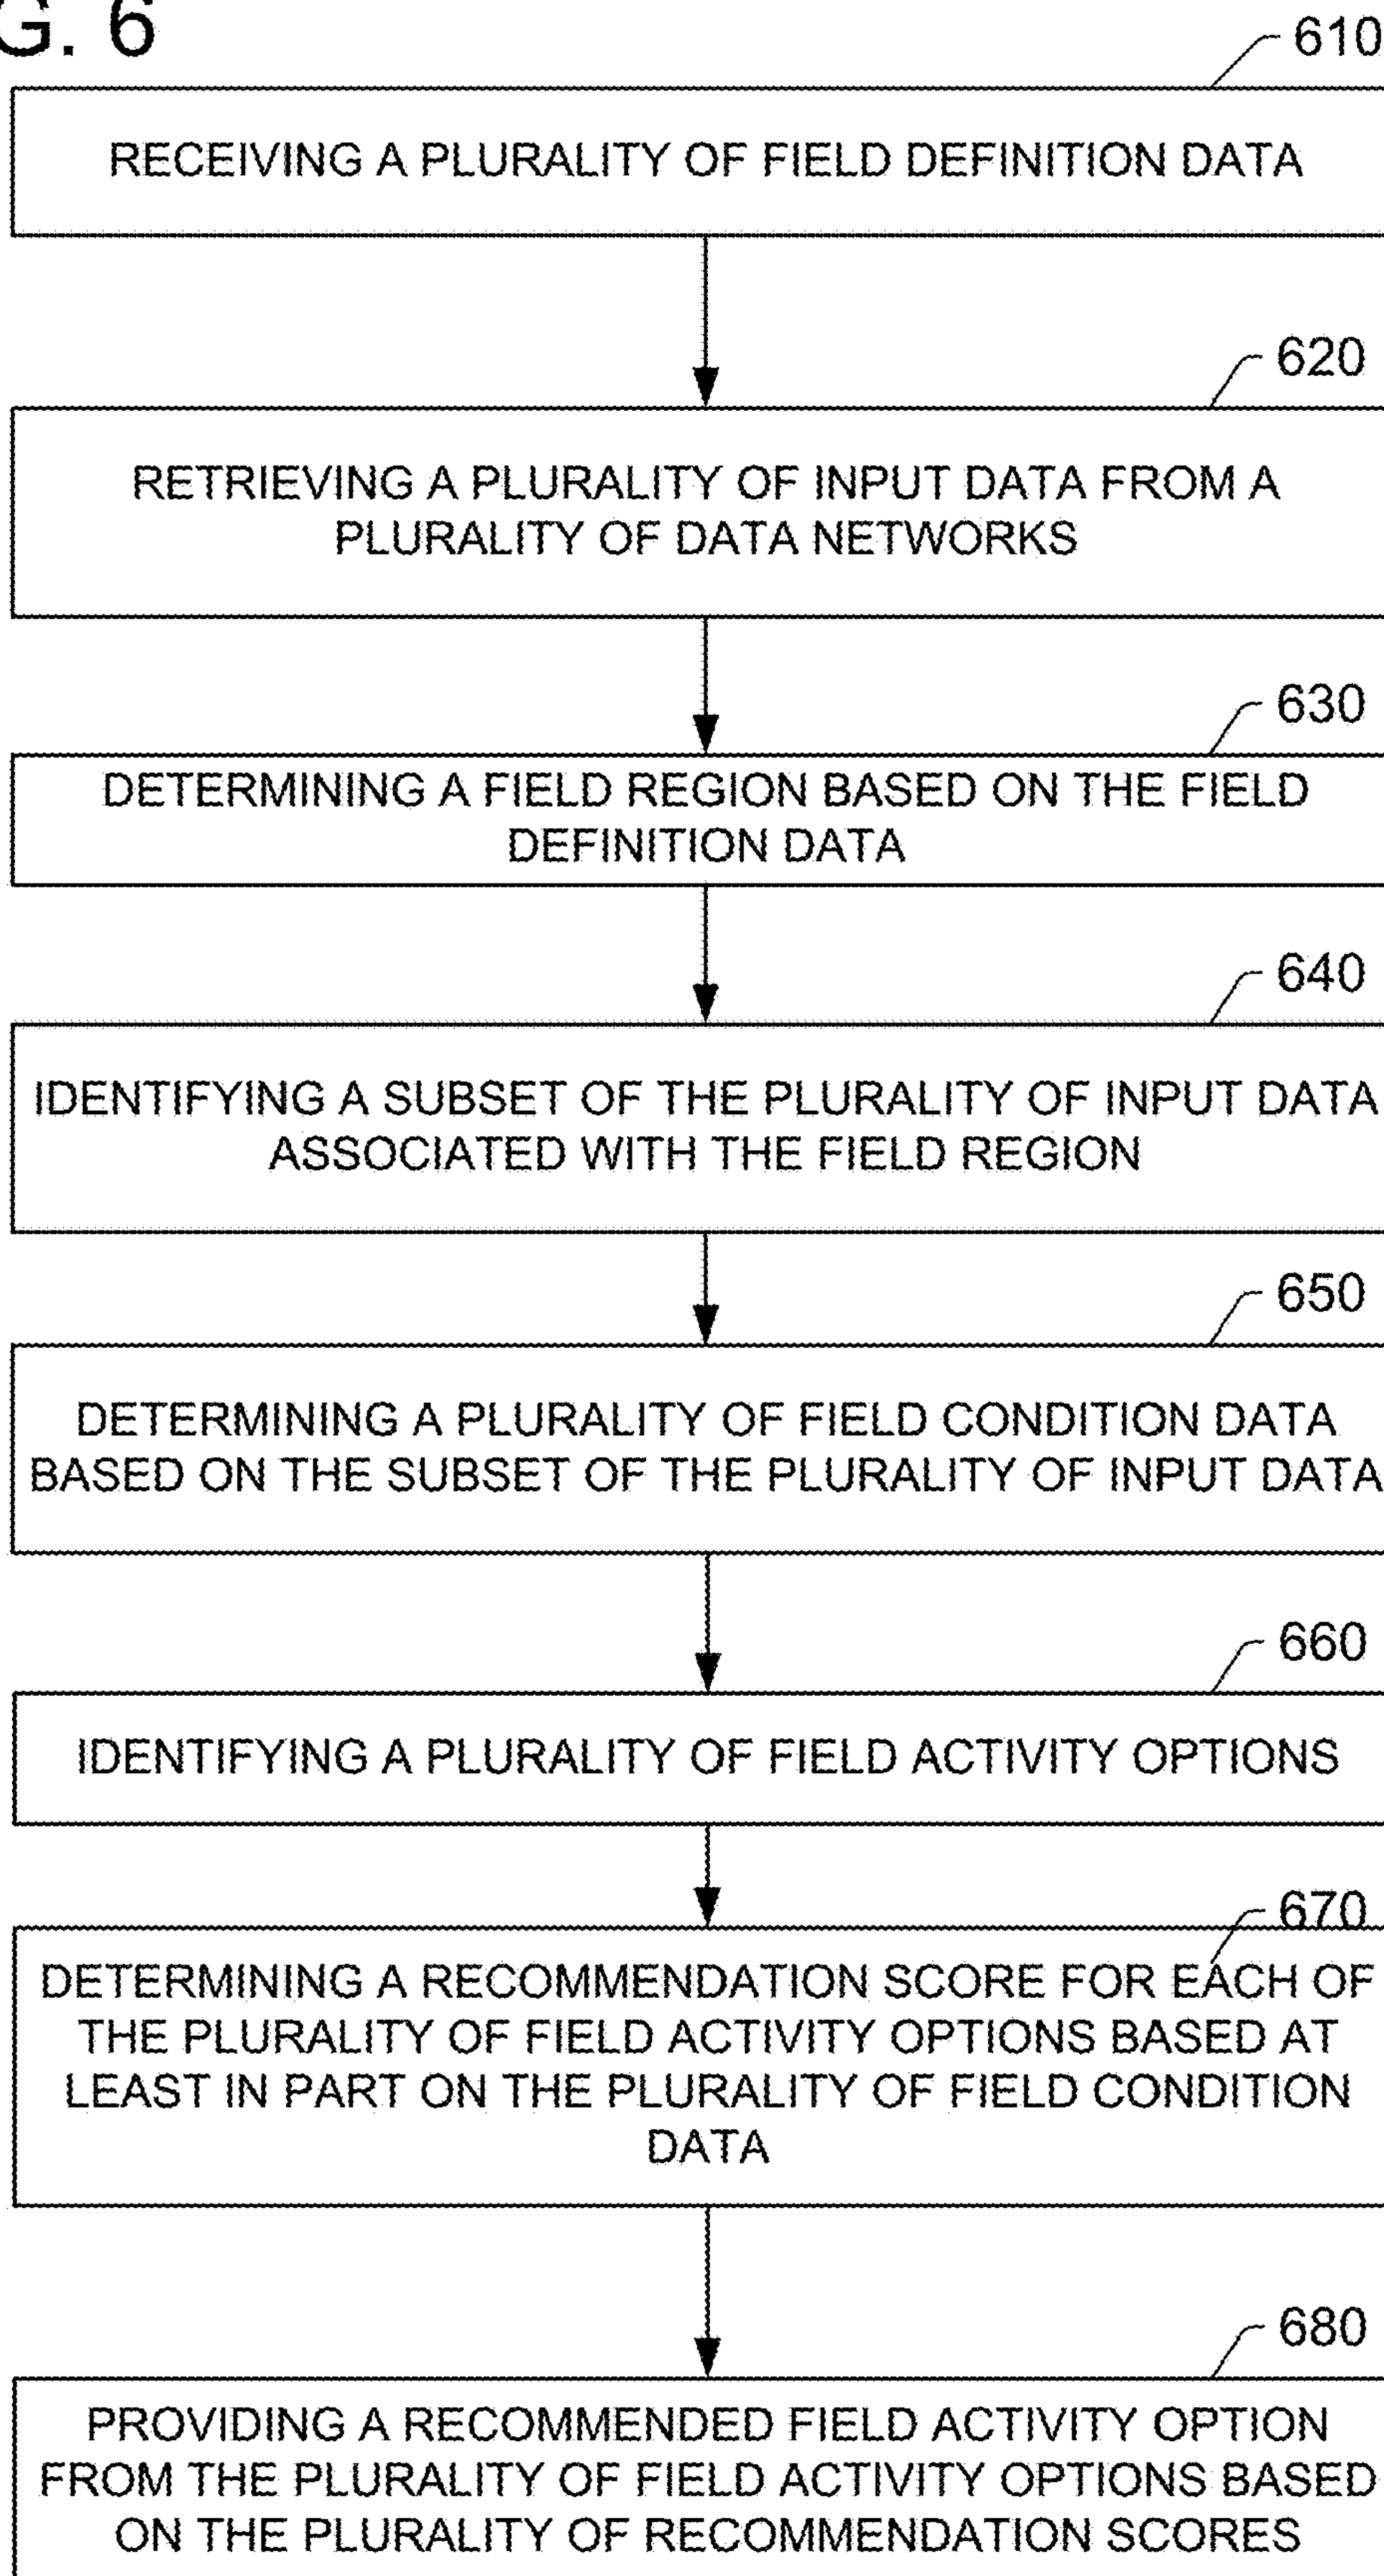 G. 6
610
RECEIVING A PLURALITY OF FIELD DEFINITION DATA
620
RETRIEVING A PLURALITY OF INPUT DATA FROM A
PLURALITY OF DATA NETWORKS
630
DETERMINING A FIELD REGION BASED ON THE FIELD
DEFINITION DATA
640
IDENTIFYING A SUBSET OF THE PLURALITY OF INPUT DATA
ASSOCIATED WITH THE FIELD REGION
650
DETERMINING A PLURALITY OF FIELD CONDITION DATA
BASED ON THE SUBSET OF THE PLURALITY OF INPUT DATA
660
IDENTIFYING A PLURALITY OF FIELD ACTIVITY OPTIONS
670
DETERMINING A RECOMMENDATION SCORE FOR EACH OF
THE PLURALITY OF FIELD ACTIVITY OPTIONS BASED AT
LEAST IN PART ON THE PLURALITY OF FIELD CONDITION
DATA
680
PROVIDING A RECOMMENDED FIELD ACTIVITY OPTION
FROM THE PLURALITY OF FIELD ACTIVITY OPTIONS BASED
ON THE PLURALITY OF RECOMMENDATION SCORES